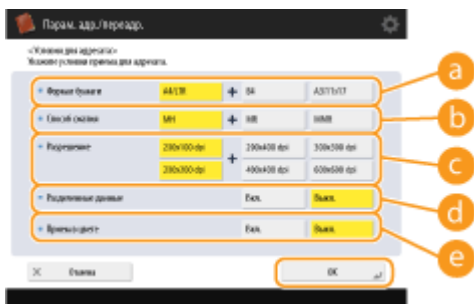 Парам. адр./переадр.
<Условия для адресата>
Укажите условия приема для адресата.
Формат бумаги A4/LTR + B4 A3/11x17
a
Способ сжатия MH + MR MMR
b
Разрешение 200x100 dpi + 200x400 dpi 300x300 dpi
200x200 dpi 400x400 dpi 600x600 dpi
c
Разделенные данные Вкл. Выкл.
d
Прием в цвете Вкл. Выкл.
e
× Отмена OK